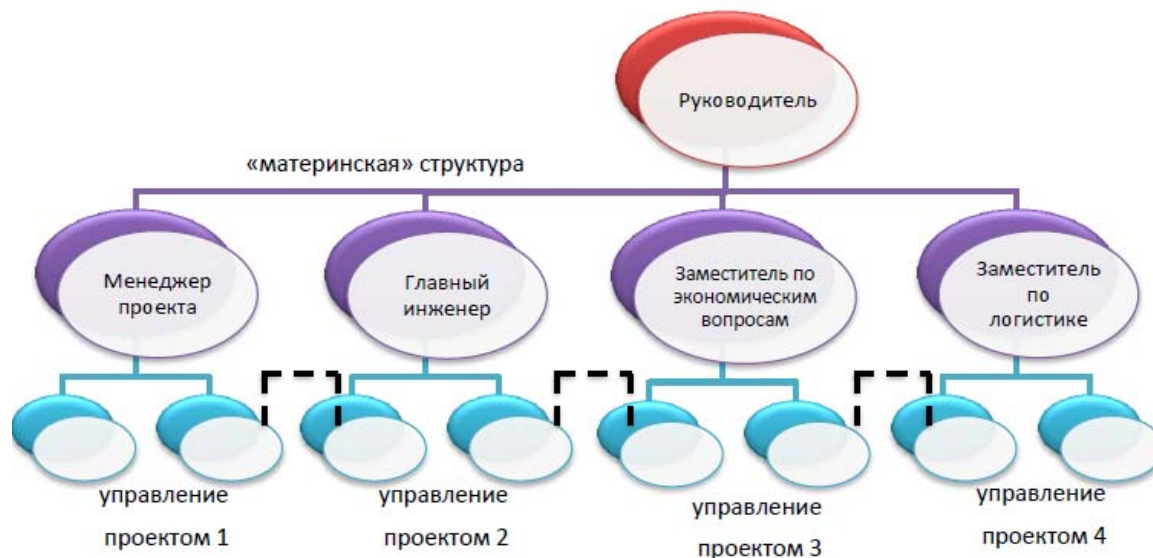 Руководитель
«материнская» структура
Менеджер
проекта
Главный
инженер
Заместитель по
экономическим
вопросам
Заместитель
по
логистике
управление
проектом 1
управление
проектом 2
управление
проектом 3
управление
проектом 4